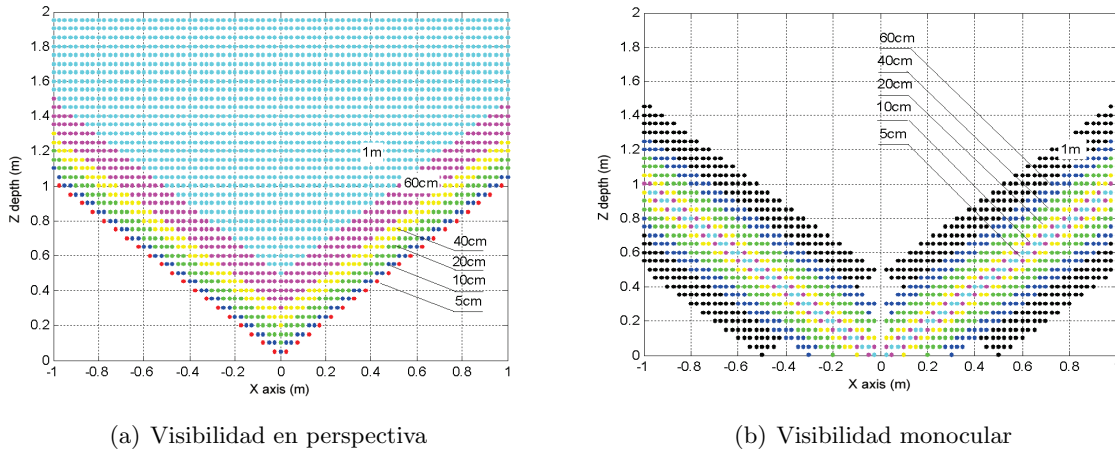 2
1.8
1.6
1.4
1.2
1
0.8
0.6
0.4
0.2
0
Z depth (m)
1m
60cm
40cm
20cm
10cm
5cm
-1 -0.8 -0.6 -0.4 -0.2 0 0.2 0.4 0.6 0.8 1
X axis (m)
(a) Visibilidad en perspectiva
2
1.8
1.6
1.4
1.2
1
0.8
0.6
0.4
0.2
0
Z depth (m)
60cm
40cm
20cm
10cm
5cm
1m
-1 -0.8 -0.6 -0.4 -0.2 0 0.2 0.4 0.6 0.8 1
X axis (m)
(b) Visibilidad monocular